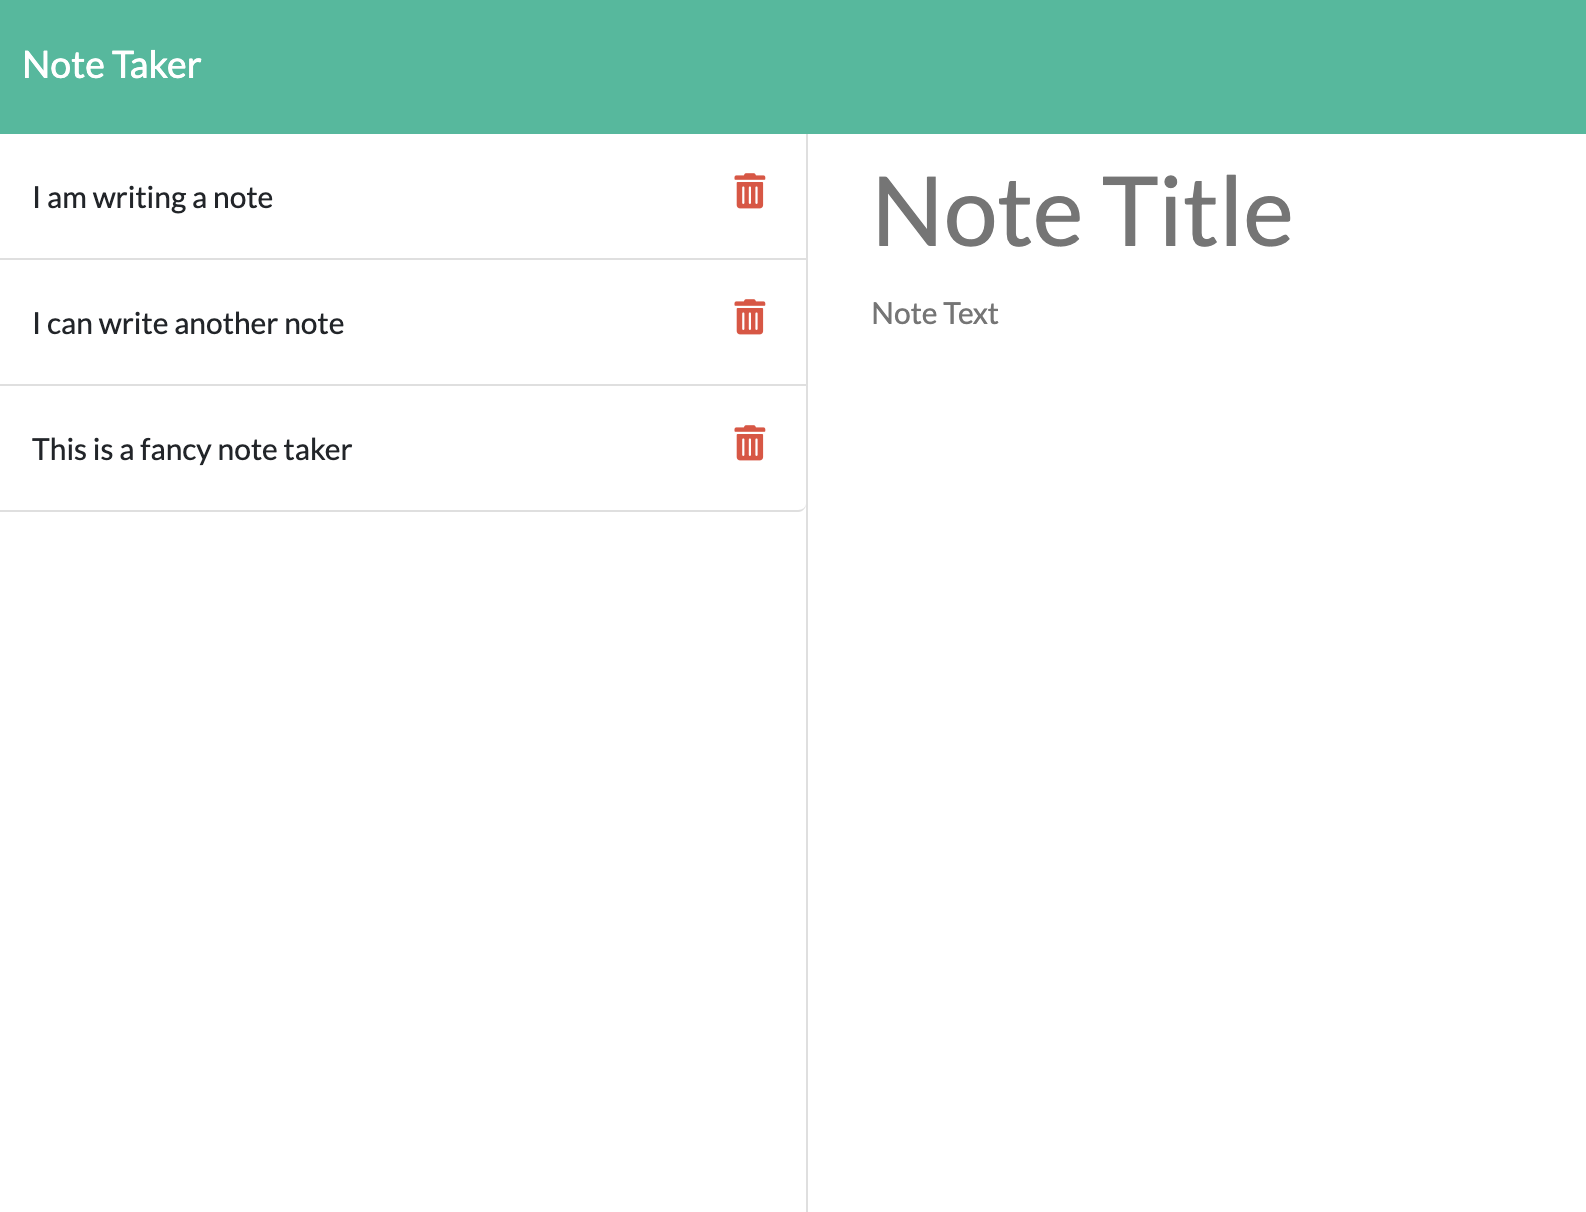 Note Taker
I am writing a note
I can write another note
This is a fancy note taker
Note Title
Note Text